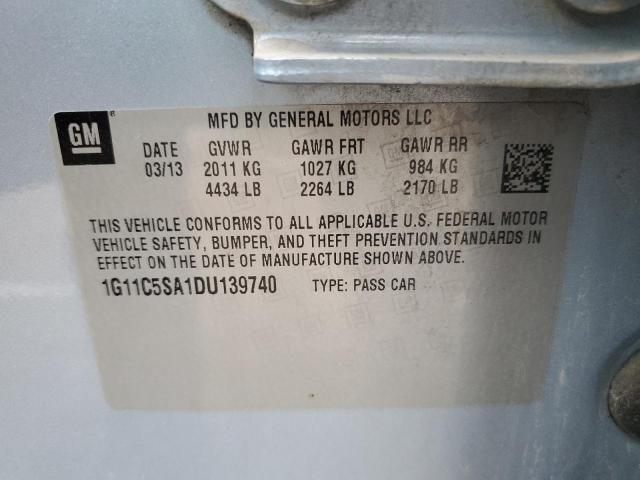 GM
MFD BY GENERAL MOTORS LLC
DATE GVWR GAWR FRT GAWR RR
03/13 2011 KG 1027 KG 984 KG
4434 LB 2264 LB 2170 LB
THIS VEHICLE CONFORMS TO ALL APPLICABLE U.S. FEDERAL MOTOR
VEHICLE SAFETY, BUMPER, AND THEFT PREVENTION STANDARDS IN
EFFECT ON THE DATE OF MANUFACTURE SHOWN ABOVE.
1G11C5SA1DU139740 TYPE: PASS CAR